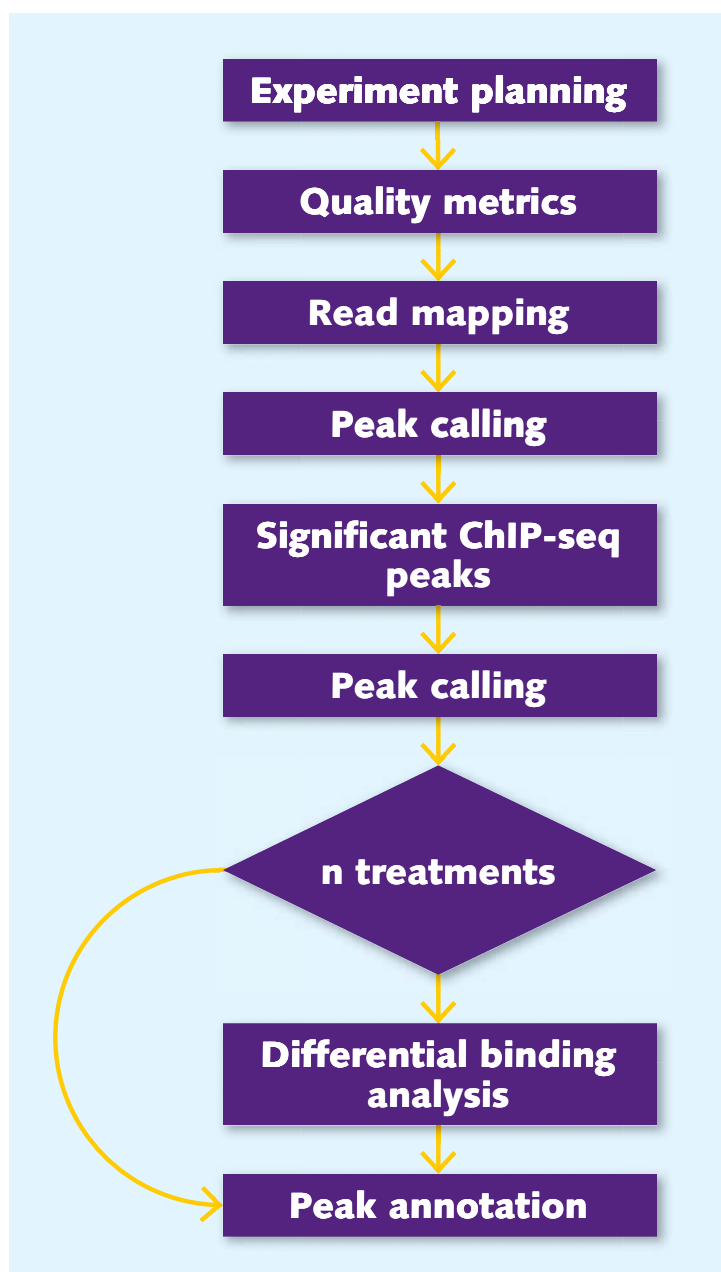 Experiment planning
Quality metrics
Read mapping
Peak calling
Significant ChIP-seq
peaks
Peak calling
n treatments
Differential binding
analysis
Peak annotation